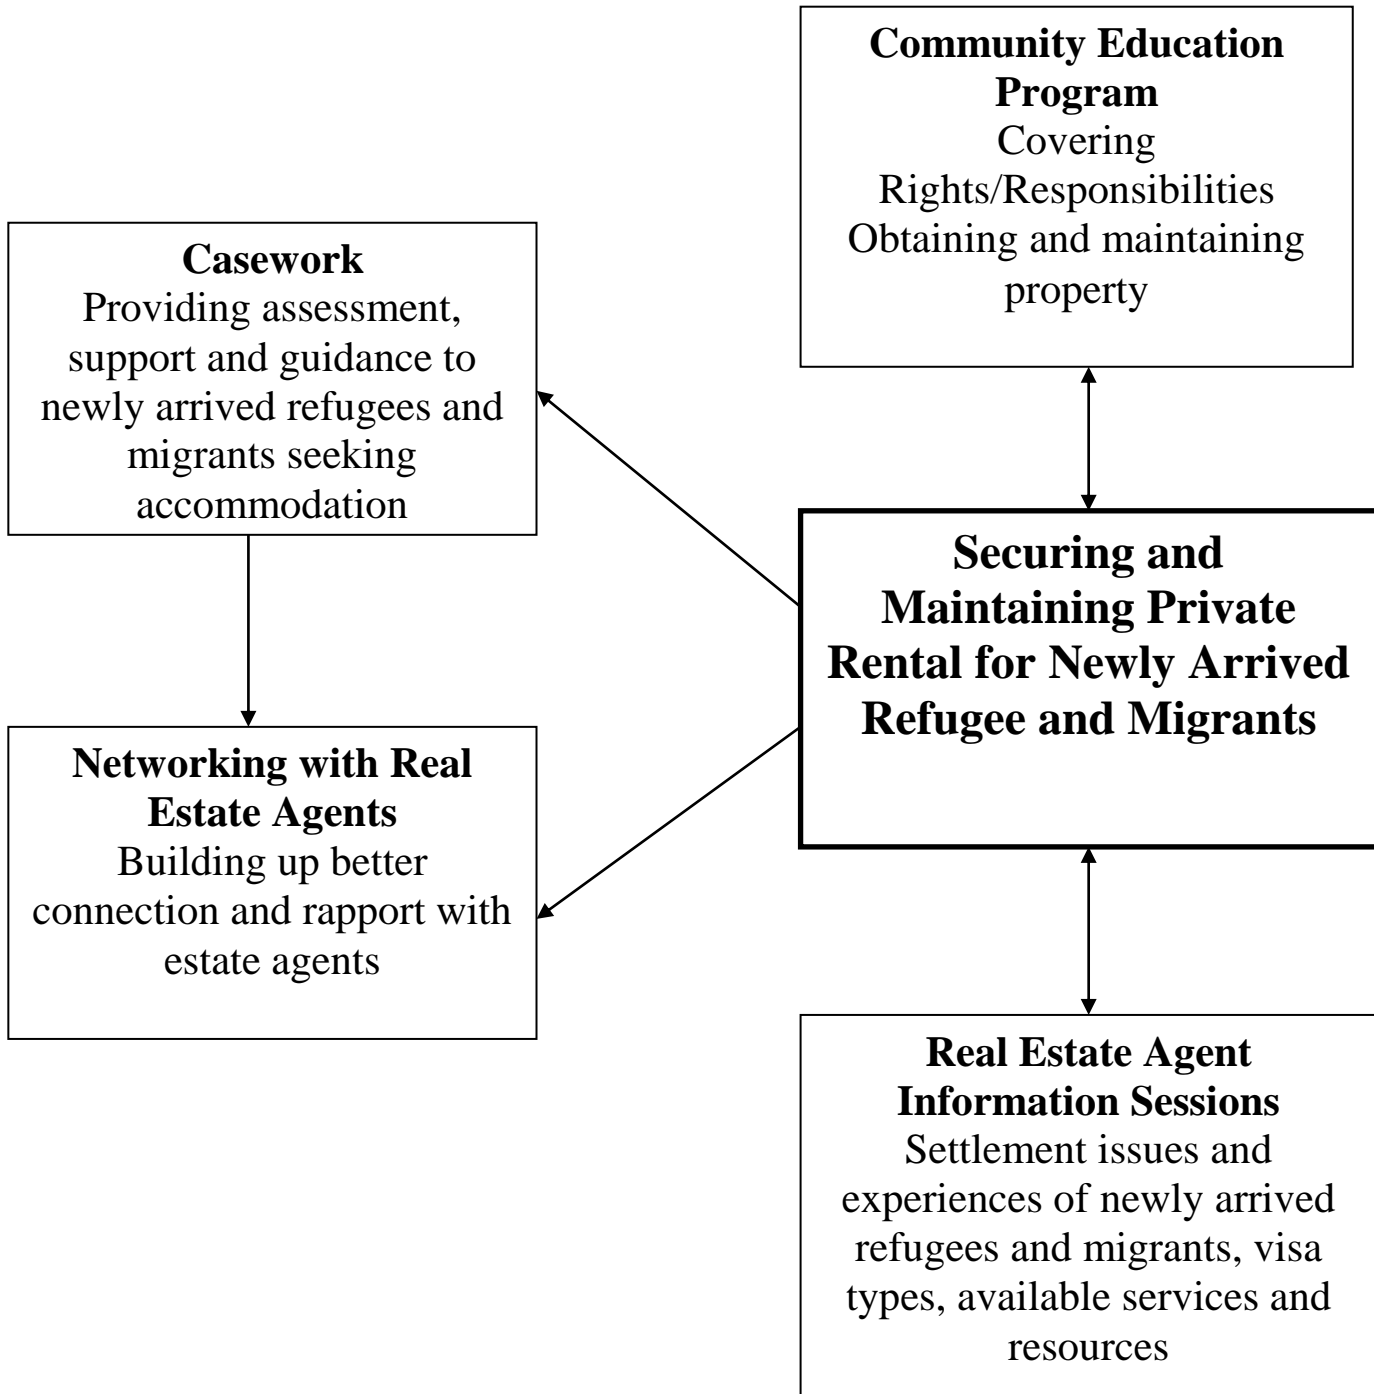 Community Education
Program
Covering
Rights/Responsibilities
Obtaining and maintaining
property
Casework
Providing assessment,
support and guidance to
newly arrived refugees and
migrants seeking
accommodation
Securing and
Maintaining Private
Rental for Newly Arrived
Refugee and Migrants
Networking with Real
Estate Agents
Building up better
connection and rapport with
estate agents
Real Estate Agent
Information Sessions
Settlement issues and
experiences of newly arrived
refugees and migrants, visa
types, available services and
resources